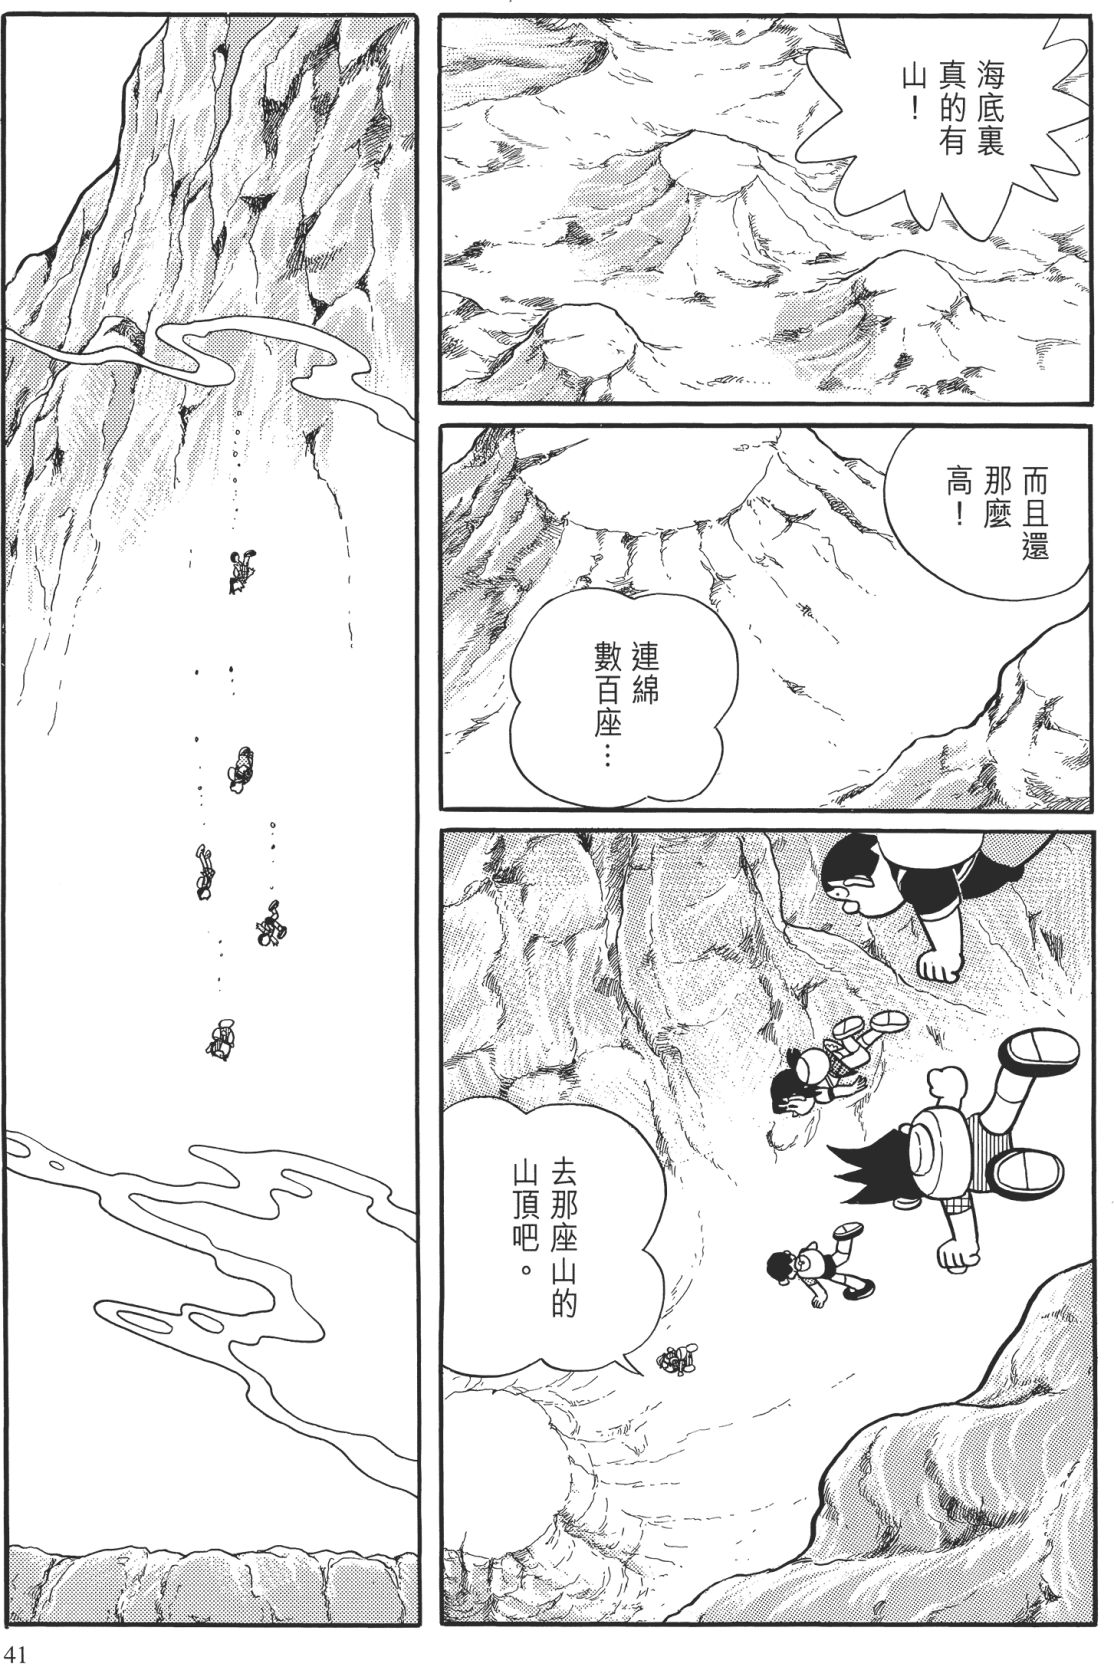 海底裏
真的有
山！
而且還
那麼
高！
連綿
數百座…
去那座山的
山頂吧。
41